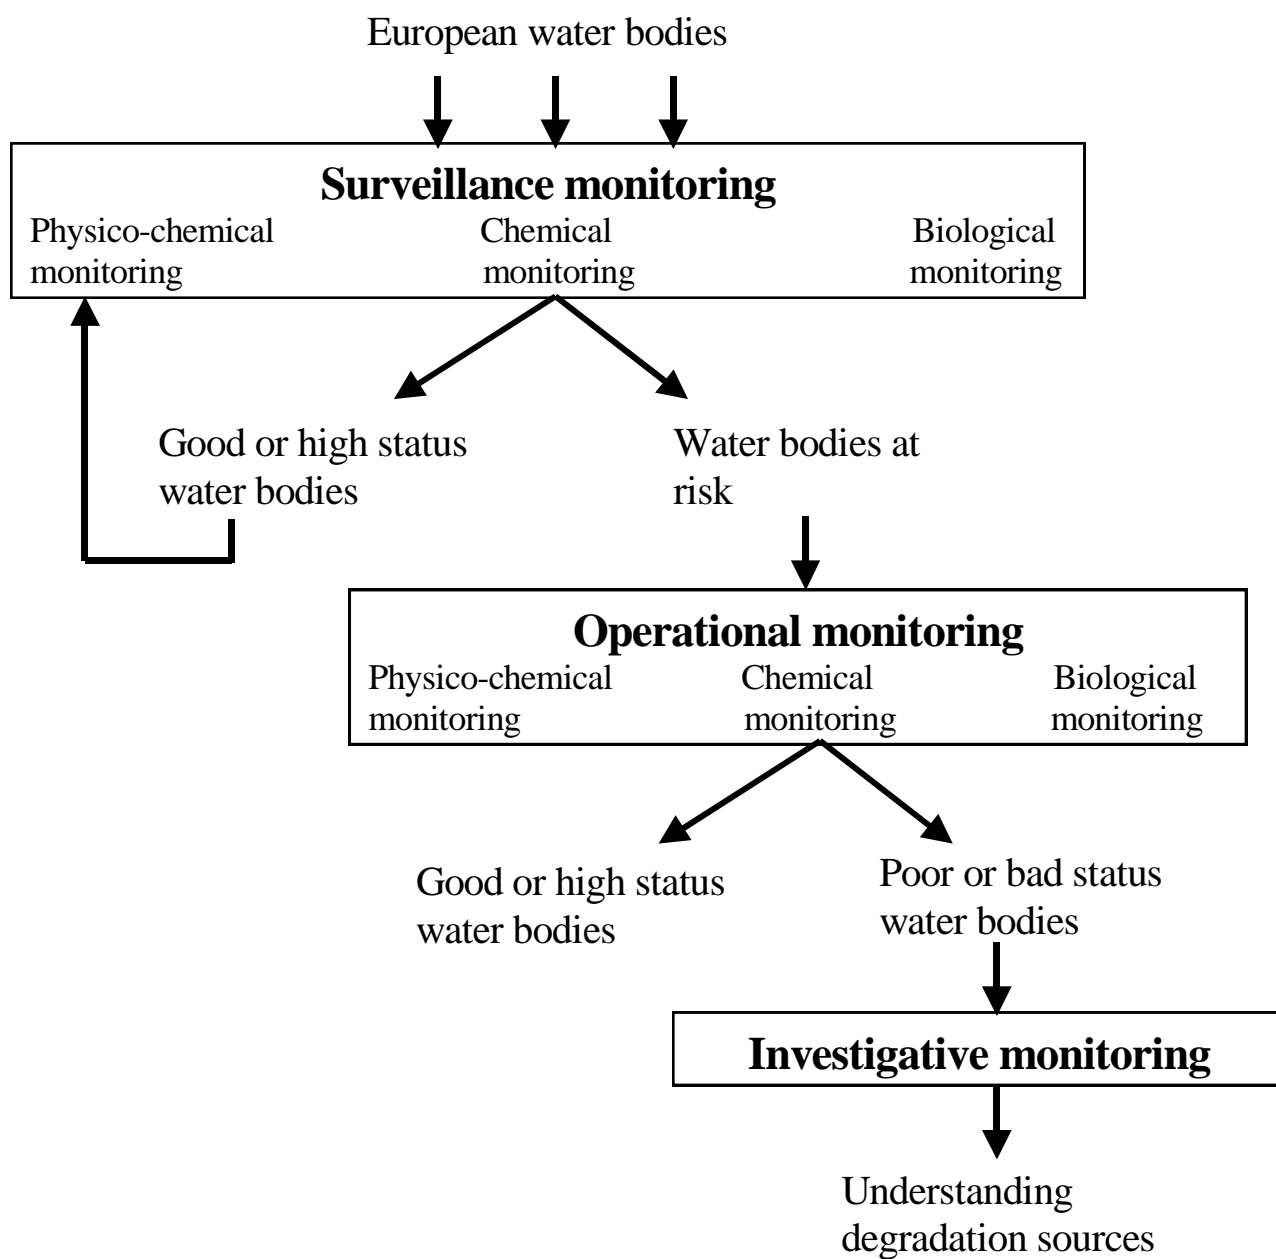 European water bodies
Surveillance monitoring
Physico-chemical
monitoring
Chemical
monitoring
Biological
monitoring
Good or high status
water bodies
Water bodies at
risk
Operational monitoring
Physico-chemical
monitoring
Chemical
monitoring
Biological
monitoring
Good or high status
water bodies
Poor or bad status
water bodies
Investigative monitoring
Understanding
degradation sources